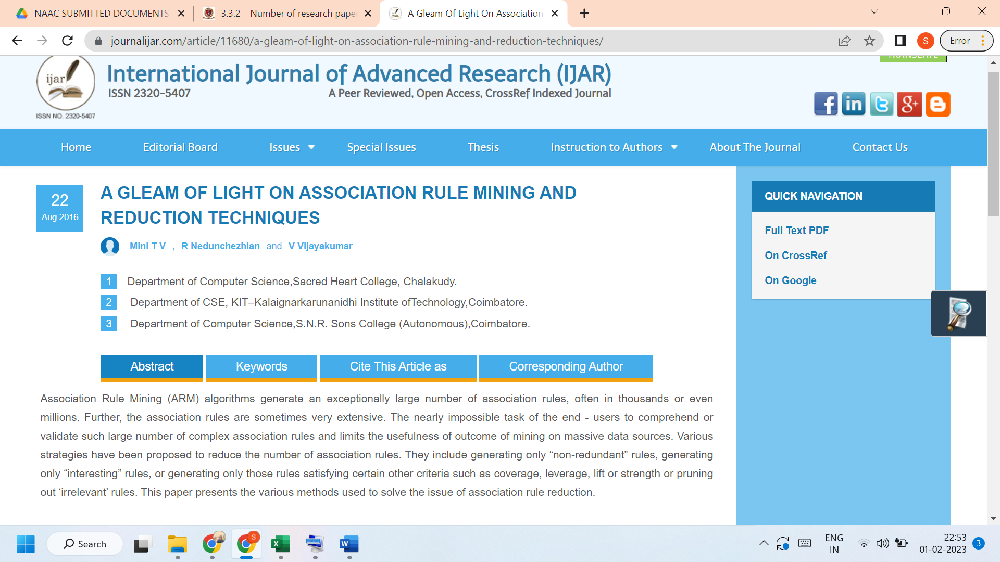 NAAC SUBMITTED DOCUMENTS
3.3.2 – Number of research pape
A Gleam Of Light On Association
journalijar.com/article/11680/a-gleam-of-light-on-association-rule-mining-and-reduction-techniques/
S
Error
TRANSLATE
ijar
International Journal of Advanced Research (IJAR)
ISSN 2320-5407
A Peer Reviewed, Open Access, CrossRef Indexed Journal
ISSN NO. 2320-5407
Home
Editorial Board
Issues
Special Issues
Thesis
Instruction to Authors
About The Journal
Contact Us
22
Aug 2016
A GLEAM OF LIGHT ON ASSOCIATION RULE MINING AND
REDUCTION TECHNIQUES
Mini T V , R Nedunchezhian and V Vijayakumar
1 Department of Computer Science,Sacred Heart College, Chalakudy.
2 Department of CSE, KIT–Kalaignarkarunanidhi Institute ofTechnology,Coimbatore.
3 Department of Computer Science,S.N.R. Sons College (Autonomous),Coimbatore.
Abstract
Keywords
Cite This Article as
Corresponding Author
Association Rule Mining (ARM) algorithms generate an exceptionally large number of association rules, often in thousands or even
millions. Further, the association rules are sometimes very extensive. The nearly impossible task of the end - users to comprehend or
validate such large number of complex association rules and limits the usefulness of outcome of mining on massive data sources. Various
strategies have been proposed to reduce the number of association rules. They include generating only “non-redundant” rules, generating
only “interesting” rules, or generating only those rules satisfying certain other criteria such as coverage, leverage, lift or strength or pruning
out ‘irrelevant’ rules. This paper presents the various methods used to solve the issue of association rule reduction.
QUICK NAVIGATION
Full Text PDF
On CrossRef
On Google
Search
S
ENG
IN
22:53
01-02-2023
3